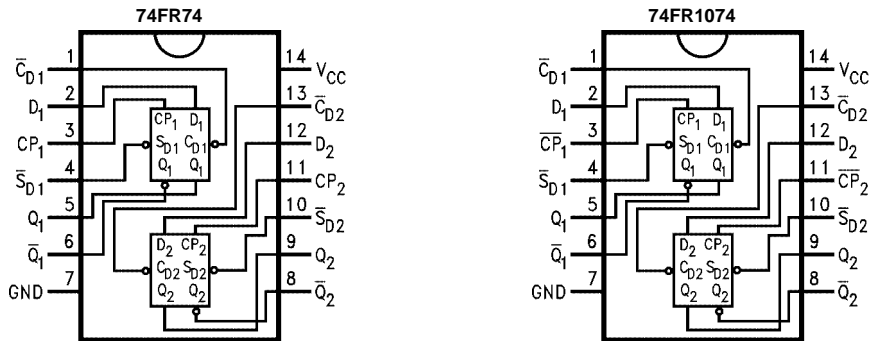 74FR74
1
C̅D1
2
D1
3
CP1
4
S̅D1
5
Q1
6
Q̅1
7
GND
14
VCC
13
C̅D2
12
D2
11
CP2
10
S̅D2
9
Q2
8
Q̅2
CP1 D1
SD1 CD1
Q1 Q1
D2 CP2
CD2 SD2
Q2 Q2
74FR1074
1
C̅D1
2
D1
3
C̅P̅1
4
S̅D1
5
Q1
6
Q̅1
7
GND
14
VCC
13
C̅D2
12
D2
11
C̅P̅2
10
S̅D2
9
Q2
8
Q̅2
CP1 D1
SD1 CD1
Q1 Q1
D2 CP2
CD2 SD2
Q2 Q2